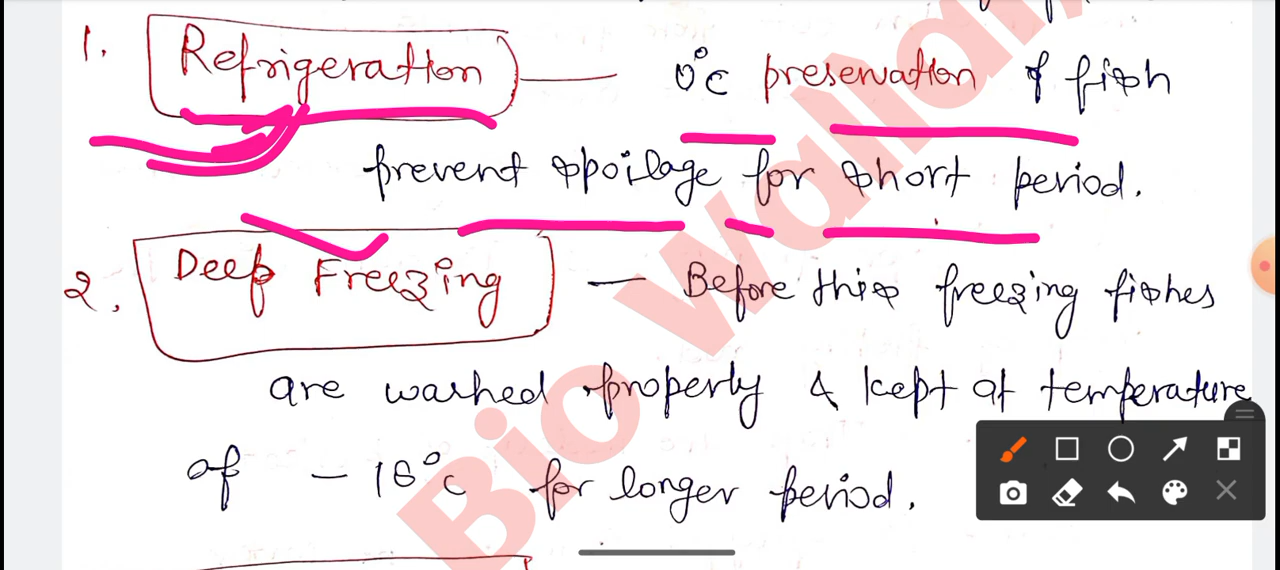 1. Refrigeration — 0°C preservation of fish
prevent spoilage for short period.
2. Deep Freezing — Before this freezing fishes
are washed properly & kept at temperature
of - 18°C for longer period.
Bio Wallah